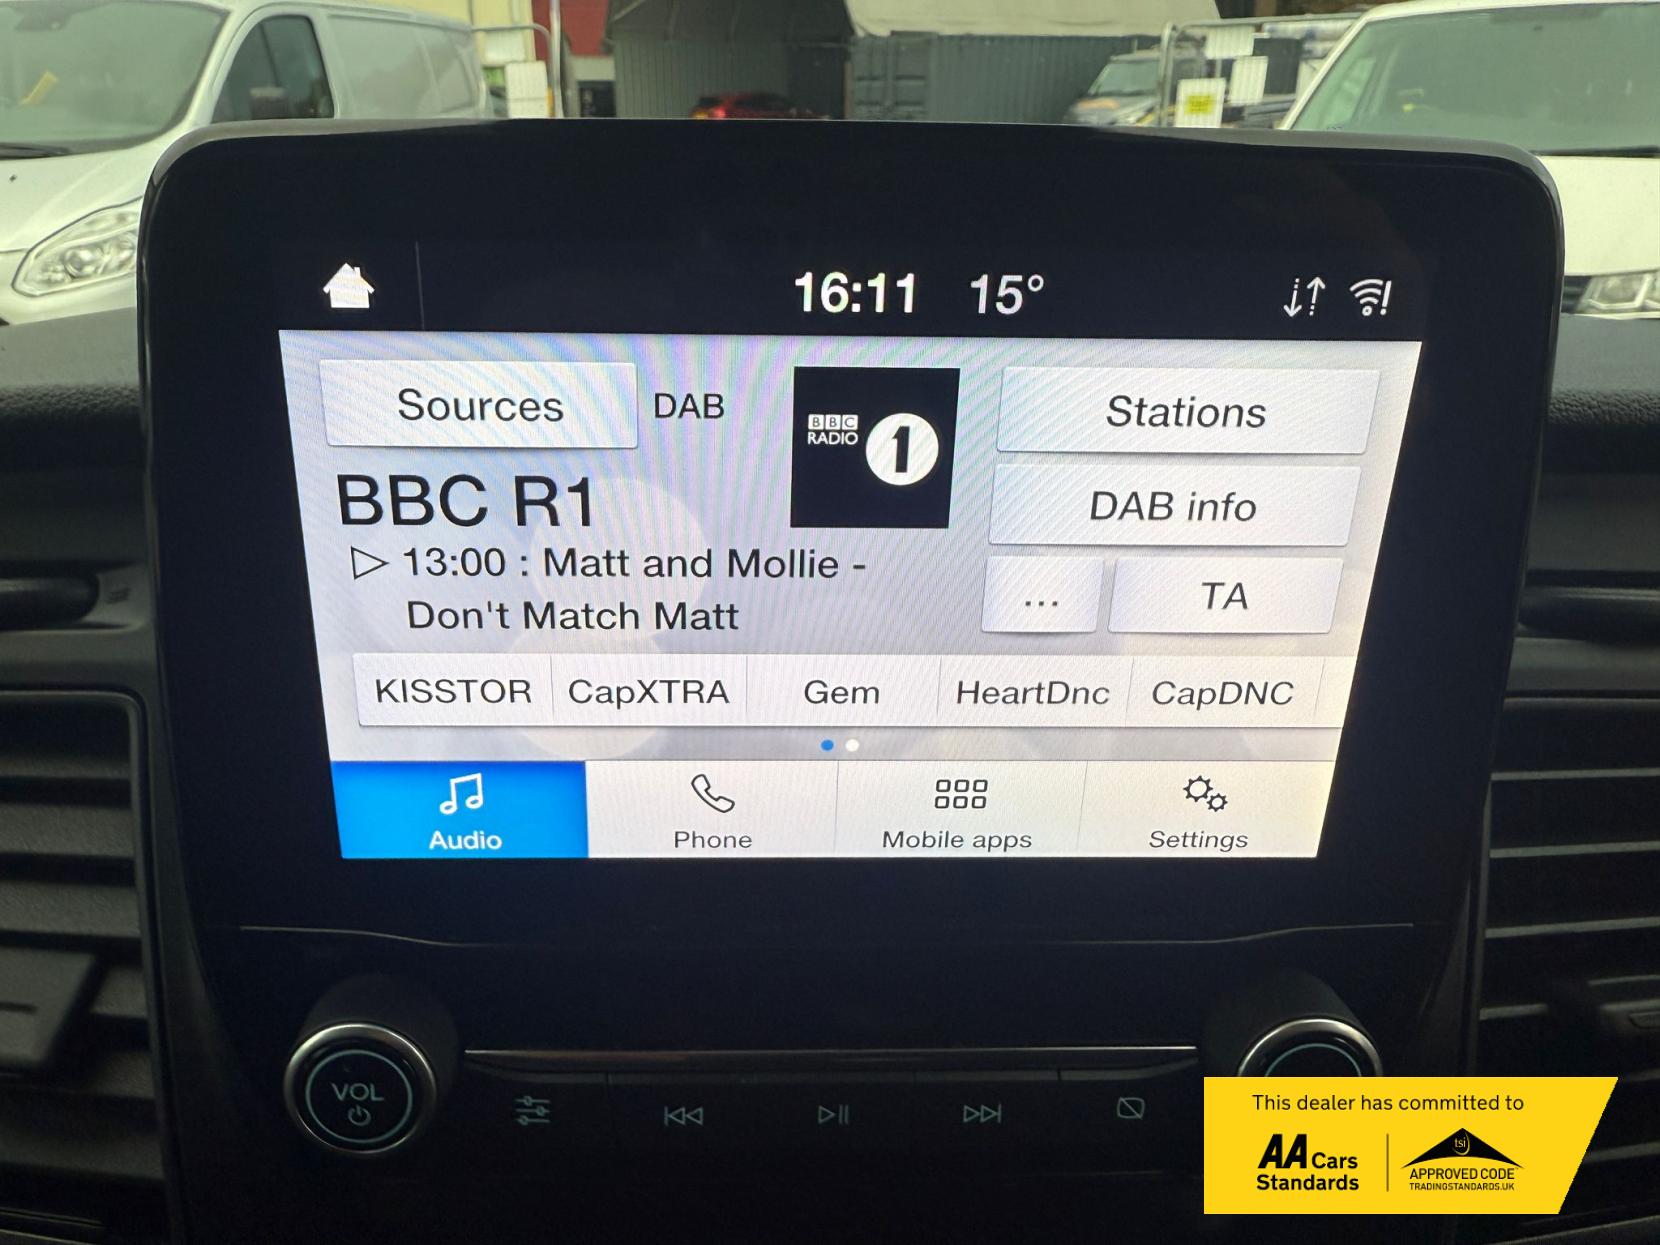 16:11 15°
Sources DAB
BBC
RADIO 1
Stations
BBC R1
DAB info
13:00 : Matt and Mollie -
Don't Match Matt
... TA
KISSTOR CapXTRA Gem HeartDnc CapDNC
Audio Phone Mobile apps Settings
VOL
This dealer has committed to
AA Cars
Standards
tsi
APPROVED CODE
TRADINGSTANDARDS.UK